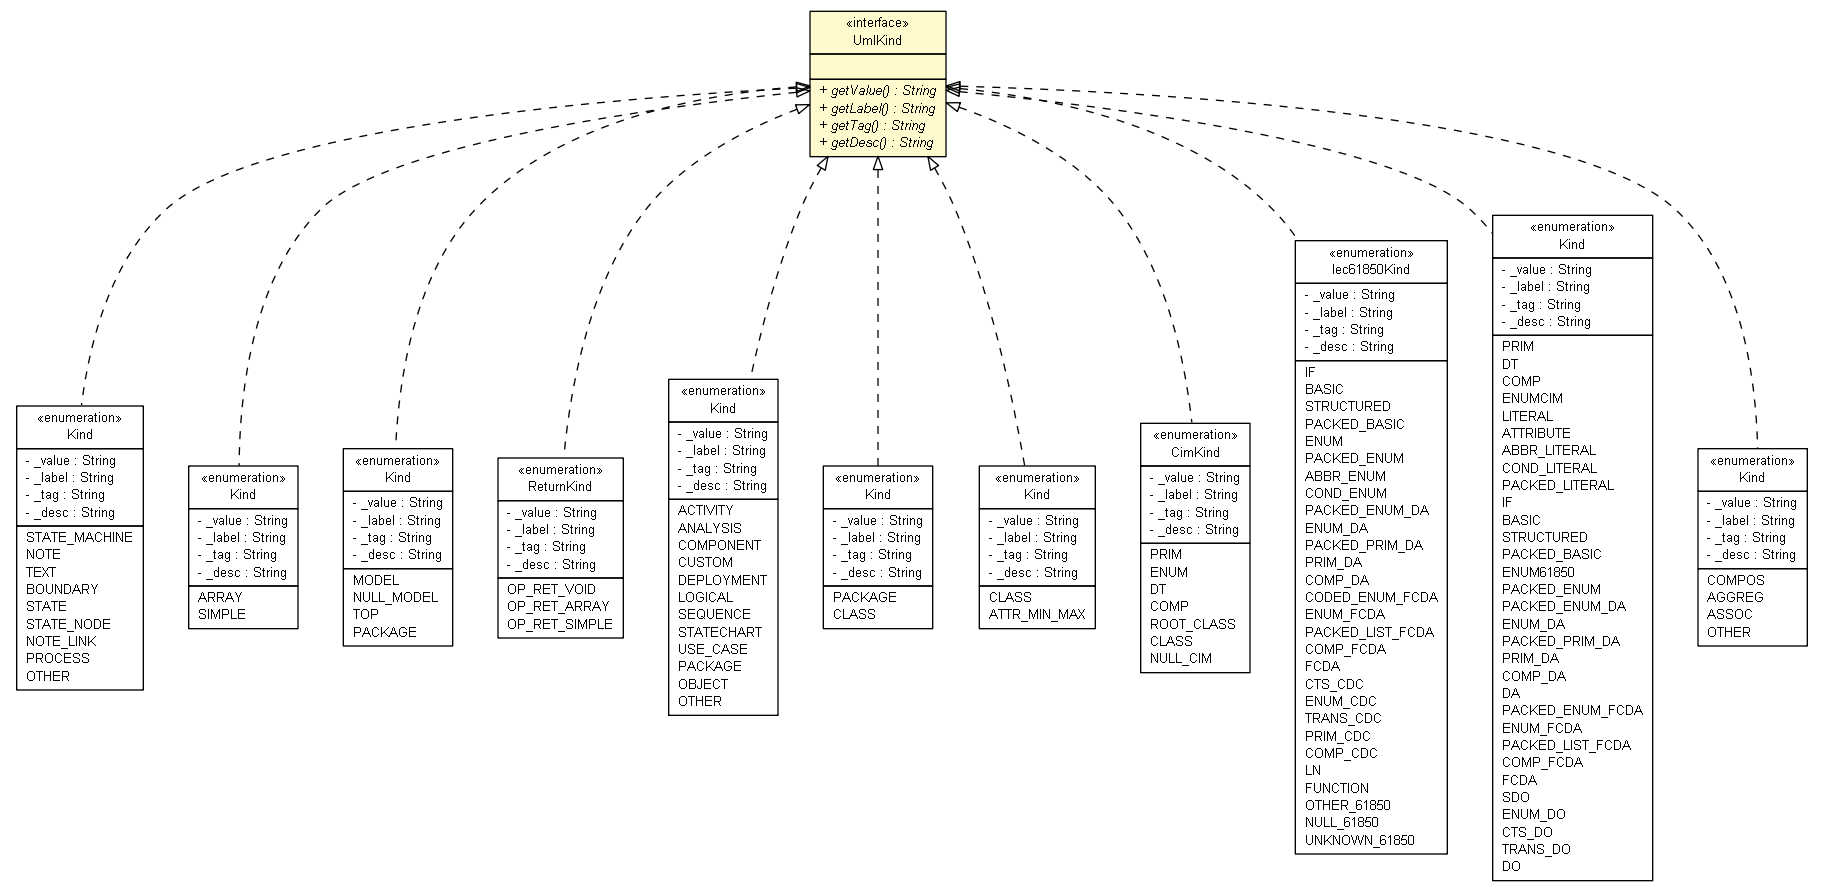 «interface»
UmlKind
+ getValue() : String
+ getLabel() : String
+ getTag() : String
+ getDesc() : String
«enumeration»
Kind
- _value : String
- _label : String
- _tag : String
- _desc : String
STATE_MACHINE
NOTE
TEXT
BOUNDARY
STATE
STATE_NODE
NOTE_LINK
PROCESS
OTHER
«enumeration»
Kind
- _value : String
- _label : String
- _tag : String
- _desc : String
ARRAY
SIMPLE
«enumeration»
Kind
- _value : String
- _label : String
- _tag : String
- _desc : String
MODEL
NULL_MODEL
TOP
PACKAGE
«enumeration»
ReturnKind
- _value : String
- _label : String
- _tag : String
- _desc : String
OP_RET_VOID
OP_RET_ARRAY
OP_RET_SIMPLE
«enumeration»
Kind
- _value : String
- _label : String
- _tag : String
- _desc : String
ACTIVITY
ANALYSIS
COMPONENT
CUSTOM
DEPLOYMENT
LOGICAL
SEQUENCE
STATECHART
USE_CASE
PACKAGE
OBJECT
OTHER
«enumeration»
Kind
- _value : String
- _label : String
- _tag : String
- _desc : String
PACKAGE
CLASS
«enumeration»
Kind
- _value : String
- _label : String
- _tag : String
- _desc : String
CLASS
ATTR_MIN_MAX
«enumeration»
CimKind
- _value : String
- _label : String
- _tag : String
- _desc : String
PRIM
ENUM
DT
COMP
ROOT_CLASS
CLASS
NULL_CIM
«enumeration»
Iec61850Kind
- _value : String
- _label : String
- _tag : String
- _desc : String
IF
BASIC
STRUCTURED
PACKED_BASIC
ENUM
PACKED_ENUM
ABBR_ENUM
COND_ENUM
PACKED_ENUM_DA
ENUM_DA
PACKED_PRIM_DA
PRIM_DA
COMP_DA
CODED_ENUM_FCDA
ENUM_FCDA
PACKED_LIST_FCDA
COMP_FCDA
FCDA
CTS_CDC
ENUM_CDC
TRANS_CDC
PRIM_CDC
COMP_CDC
LN
FUNCTION
OTHER_61850
NULL_61850
UNKNOWN_61850
«enumeration»
Kind
- _value : String
- _label : String
- _tag : String
- _desc : String
PRIM
DT
COMP
ENUMCIM
LITERAL
ATTRIBUTE
ABBR_LITERAL
COND_LITERAL
PACKED_LITERAL
IF
BASIC
STRUCTURED
PACKED_BASIC
ENUM61850
PACKED_ENUM
PACKED_ENUM_DA
ENUM_DA
PACKED_PRIM_DA
PRIM_DA
COMP_DA
DA
PACKED_ENUM_FCDA
ENUM_FCDA
PACKED_LIST_FCDA
COMP_FCDA
FCDA
SDO
ENUM_DO
CTS_DO
TRANS_DO
DO
«enumeration»
Kind
- _value : String
- _label : String
- _tag : String
- _desc : String
COMPOS
AGGREG
ASSOC
OTHER